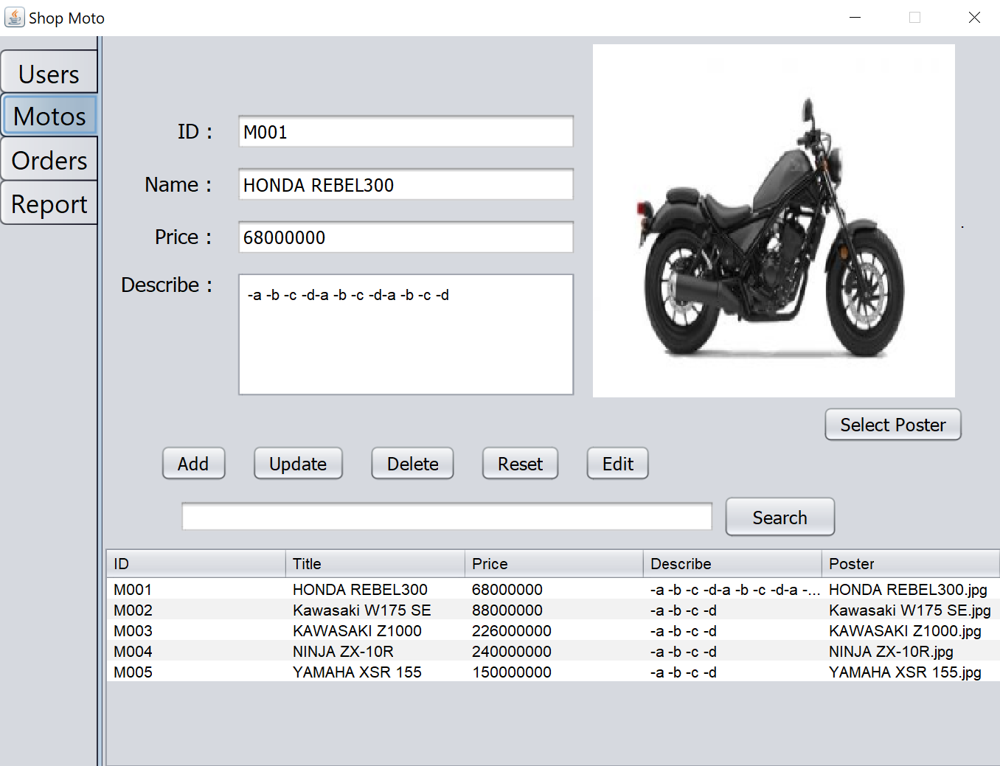 Shop Moto
Users
Motos
Orders
Report
ID :
M001
Name :
HONDA REBEL300
Price :
68000000
Describe :
-a -b -c -d-a -b -c -d-a -b -c -d
.
Select Poster
Add Update Delete Reset Edit
Search
ID Title Price Describe Poster
M001 HONDA REBEL300 68000000 -a -b -c -d-a -b -c -d-a -... HONDA REBEL300.jpg
M002 Kawasaki W175 SE 88000000 -a -b -c -d Kawasaki W175 SE.jpg
M003 KAWASAKI Z1000 226000000 -a -b -c -d KAWASAKI Z1000.jpg
M004 NINJA ZX-10R 240000000 -a -b -c -d NINJA ZX-10R.jpg
M005 YAMAHA XSR 155 150000000 -a -b -c -d YAMAHA XSR 155.jpg